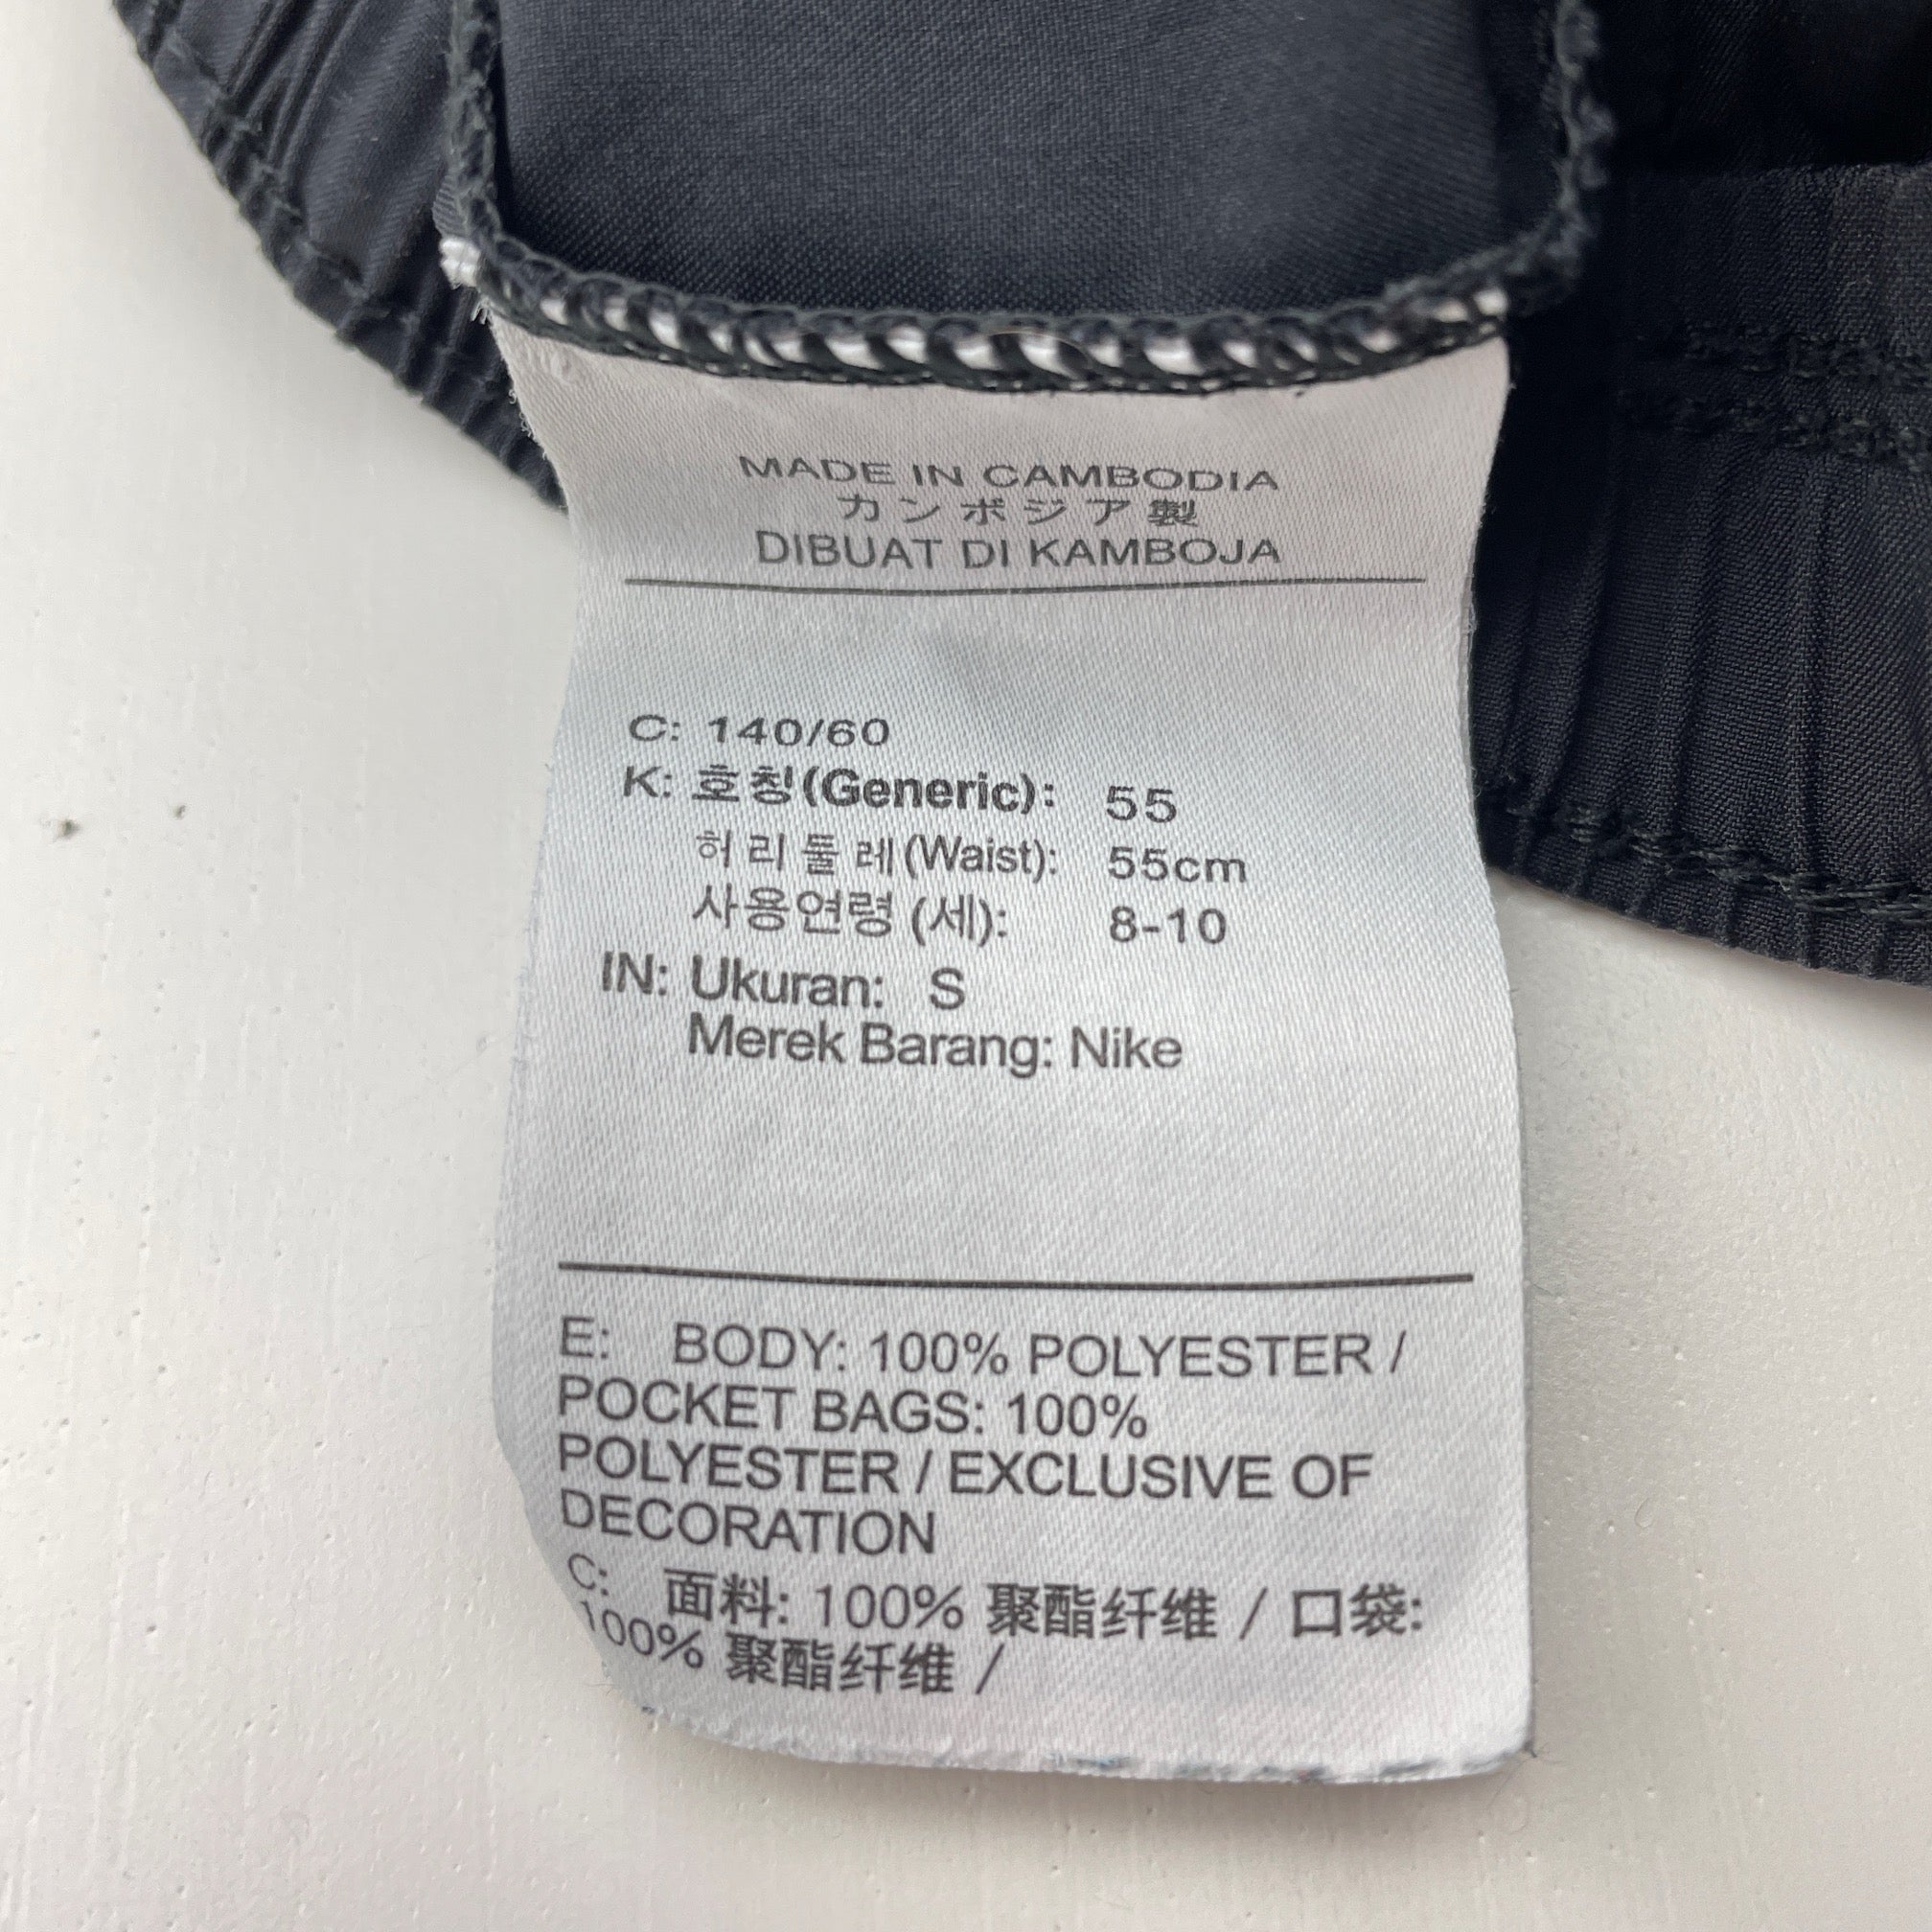 MADE IN CAMBODIA
カンボジア製
DIBUAT DI KAMBOJA
C: 140/60
K: 호칭(Generic): 55
허리둘레(Waist): 55cm
사용연령 (세): 8-10
IN: Ukuran: S
Merek Barang: Nike
E: BODY: 100% POLYESTER /
POCKET BAGS: 100%
POLYESTER / EXCLUSIVE OF
DECORATION
C: 面料: 100% 聚酯纤维 / 口袋:
100% 聚酯纤维 /